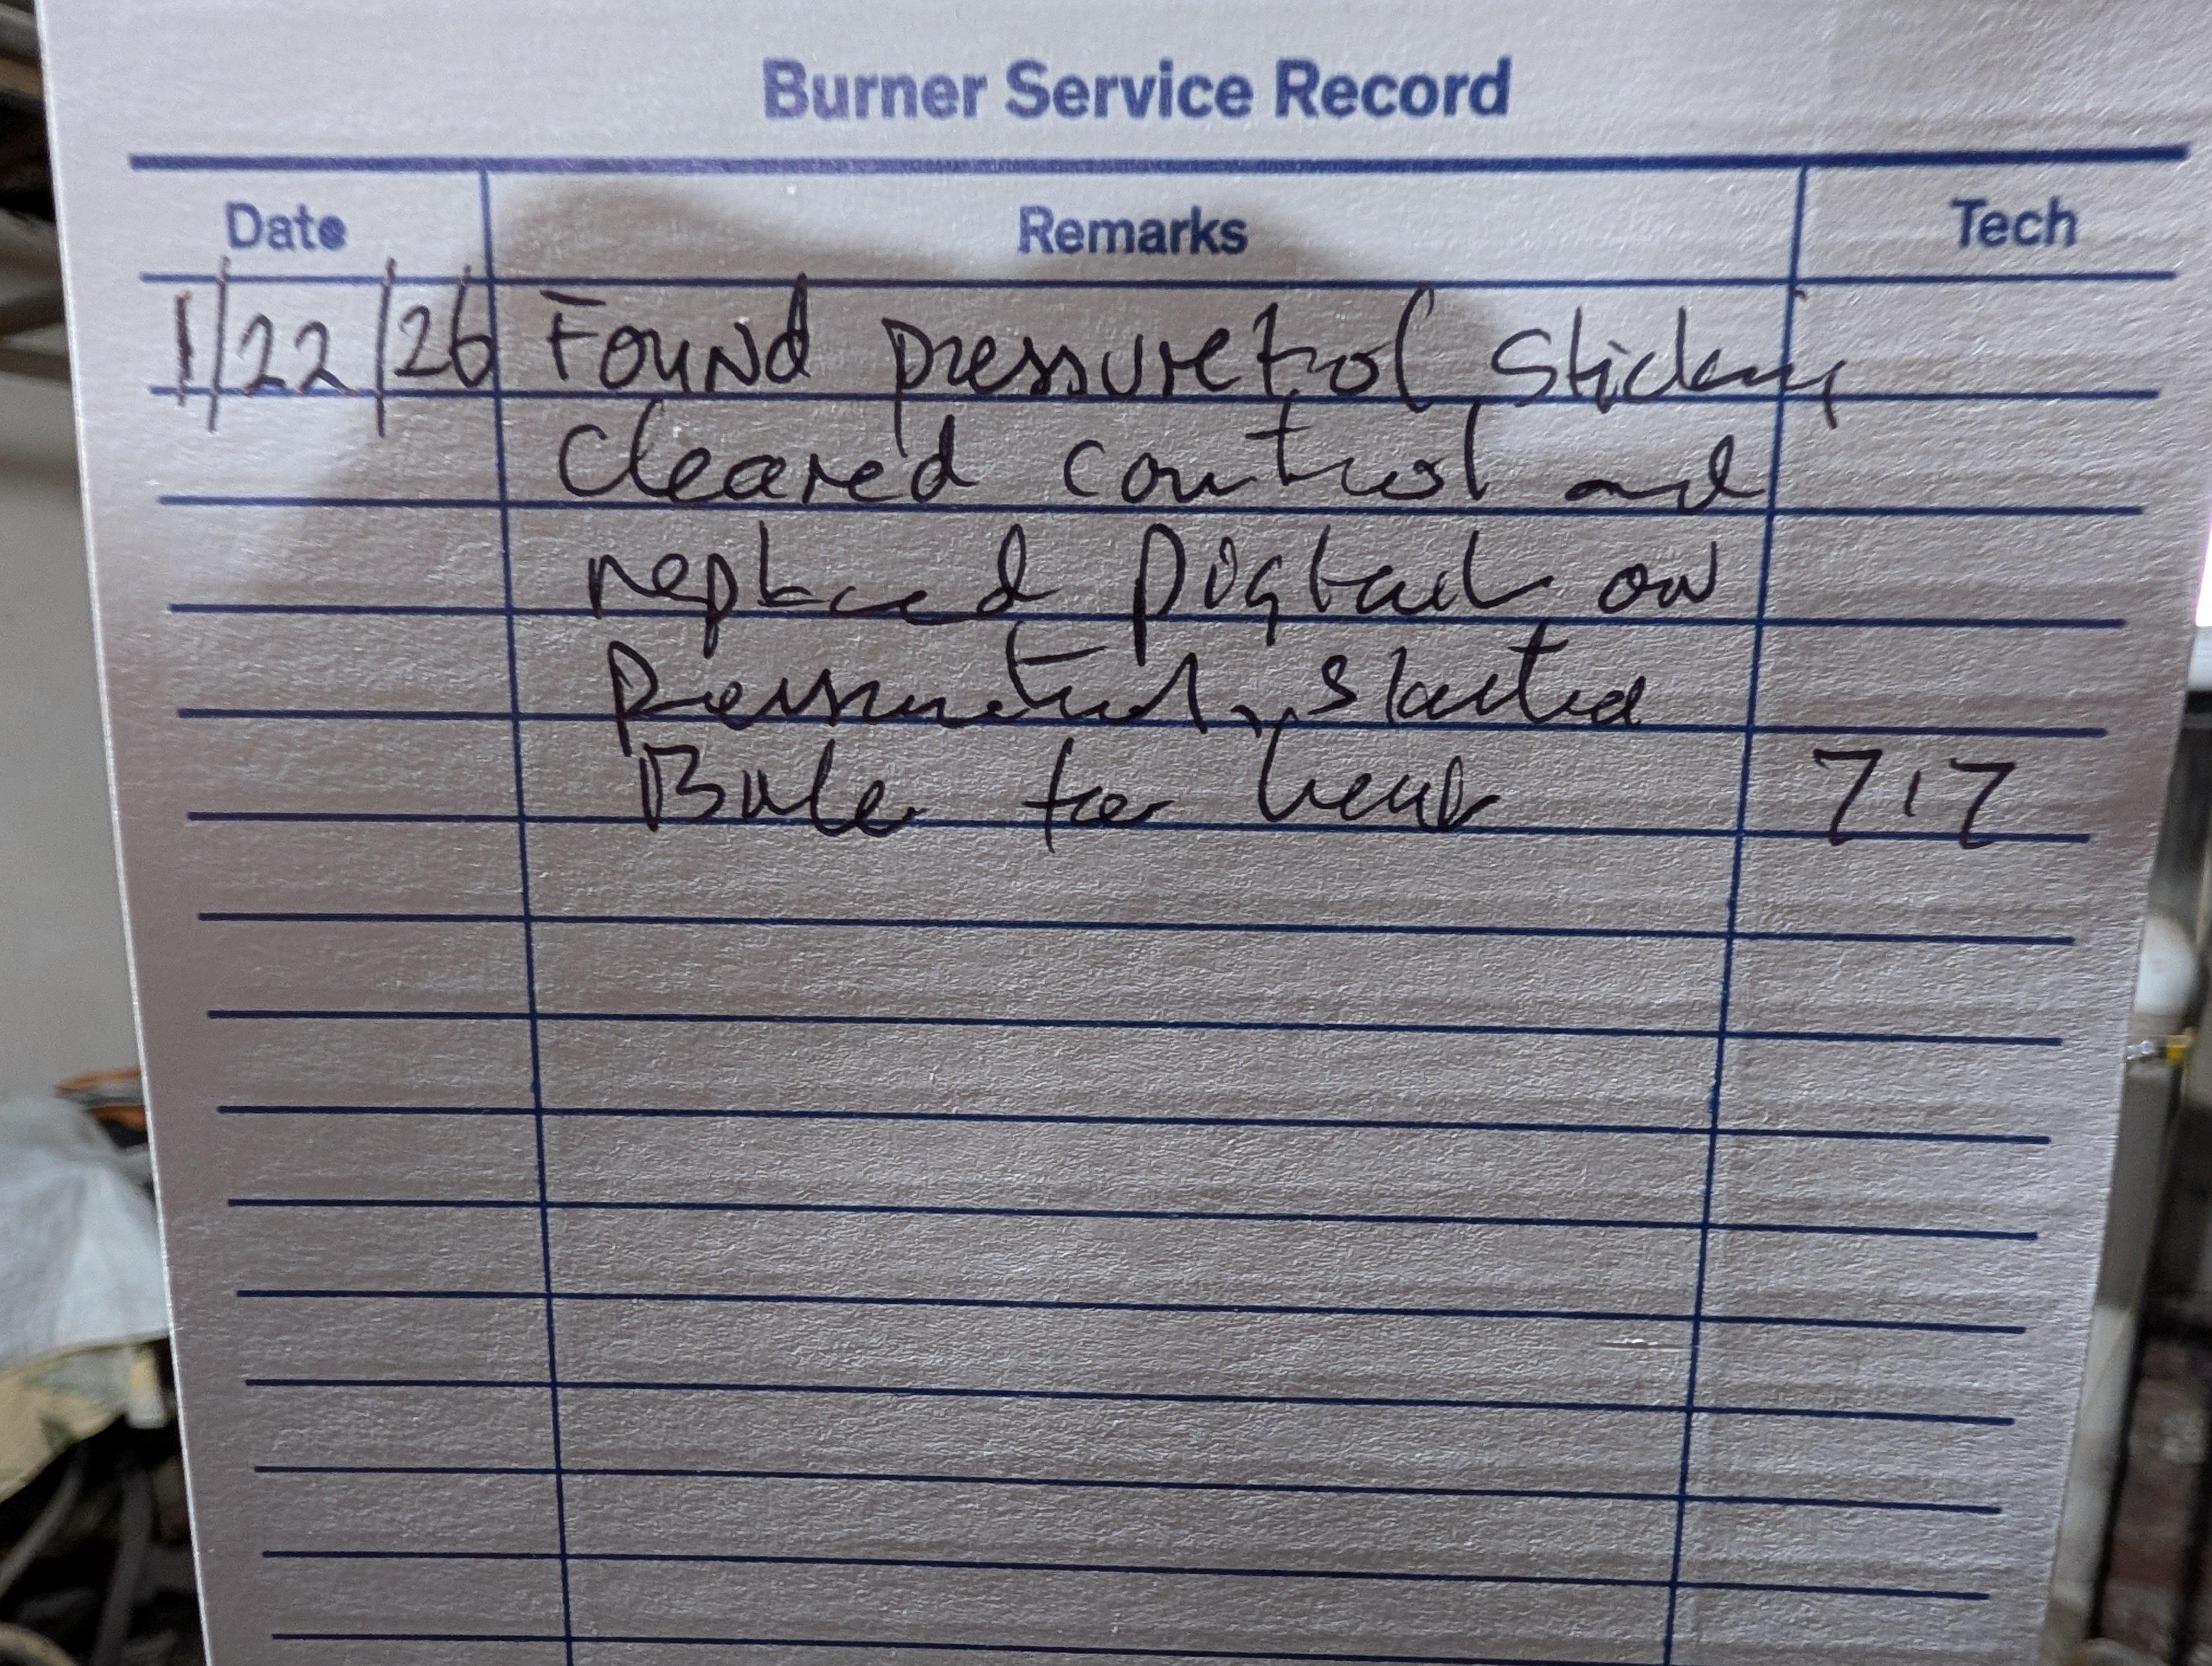 Burner Service Record
Date Remarks Tech
1/22/26 Found pressuretrol sticking
cleared control and
replaced pigtail on
pressuretrol, started
Boiler for heat 717